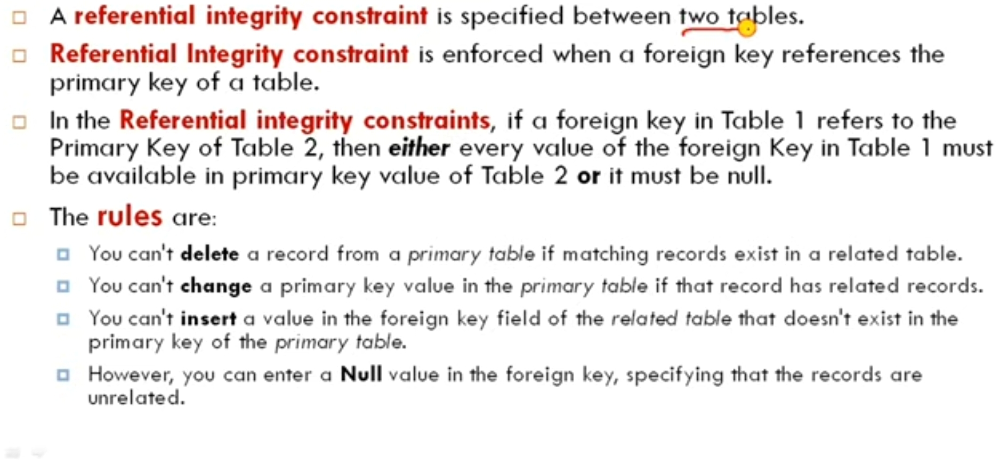 A referential integrity constraint is specified between two tables.
Referential Integrity constraint is enforced when a foreign key references the
primary key of a table.
In the Referential integrity constraints, if a foreign key in Table 1 refers to the
Primary Key of Table 2, then either every value of the foreign Key in Table 1 must
be available in primary key value of Table 2 or it must be null.
The rules are:
You can't delete a record from a primary table if matching records exist in a related table.
You can't change a primary key value in the primary table if that record has related records.
You can't insert a value in the foreign key field of the related table that doesn't exist in the
primary key of the primary table.
However, you can enter a Null value in the foreign key, specifying that the records are
unrelated.